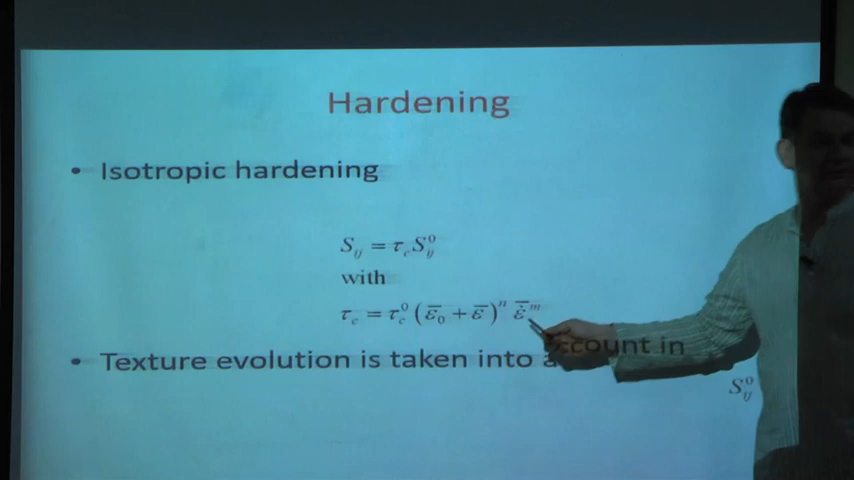 Hardening
• Isotropic hardening
S_ij = τ_c S_ij^0
with
τ_c = τ_c^0 (ε̄_0 + ε̄)^n ε̄̇^m
• Texture evolution is taken into account in
S_ij^0